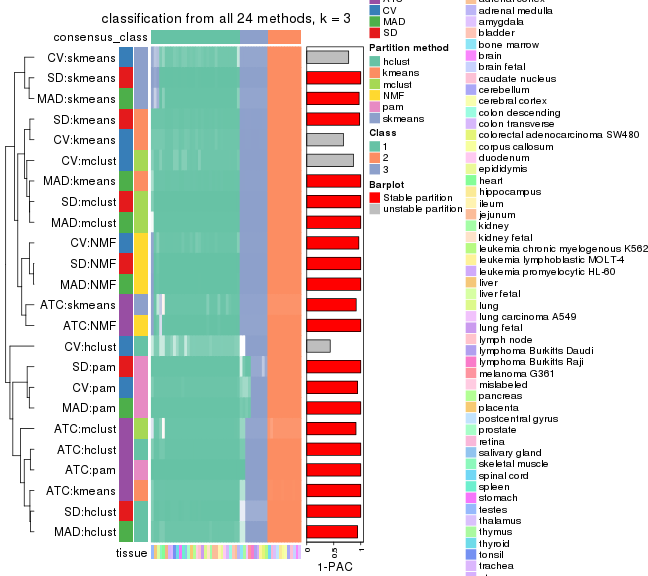 classification from all 24 methods, k = 3
consensus_class
CV:skmeans
SD:skmeans
MAD:skmeans
SD:kmeans
CV:kmeans
CV:mclust
MAD:kmeans
SD:mclust
MAD:mclust
CV:NMF
SD:NMF
MAD:NMF
ATC:skmeans
ATC:NMF
CV:hclust
SD:pam
CV:pam
MAD:pam
ATC:mclust
ATC:hclust
ATC:pam
ATC:kmeans
SD:hclust
MAD:hclust
tissue
0
0.5
1
1-PAC
CV
MAD
SD
Partition method
hclust
kmeans
mclust
NMF
pam
skmeans
Class
1
2
3
Barplot
Stable partition
unstable partition
adrenal medulla
amygdala
bladder
bone marrow
brain
brain fetal
caudate nucleus
cerebellum
cerebral cortex
colon descending
colon transverse
colorectal adenocarcinoma SW480
corpus callosum
duodenum
epididymis
heart
hippocampus
ileum
jejunum
kidney
kidney fetal
leukemia chronic myelogenous K562
leukemia lymphoblastic MOLT-4
leukemia promyelocytic HL-60
liver
liver fetal
lung
lung carcinoma A549
lung fetal
lymph node
lymphoma Burkitts Daudi
lymphoma Burkitts Raji
melanoma G361
mislabeled
pancreas
placenta
postcentral gyrus
prostate
retina
salivary gland
skeletal muscle
spinal cord
spleen
stomach
testes
thalamus
thymus
thyroid
tonsil
trachea